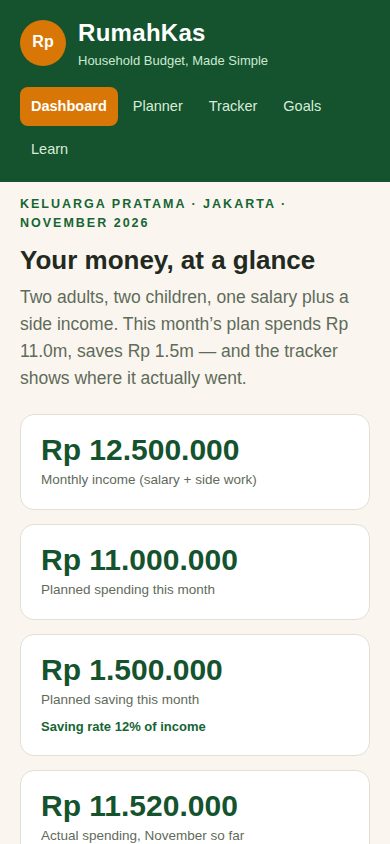 Rp
RumahKas
Household Budget, Made Simple
Dashboard Planner Tracker Goals
Learn
KELUARGA PRATAMA · JAKARTA ·
NOVEMBER 2026
Your money, at a glance
Two adults, two children, one salary plus a
side income. This month’s plan spends Rp
11.0m, saves Rp 1.5m — and the tracker
shows where it actually went.
Rp 12.500.000
Monthly income (salary + side work)
Rp 11.000.000
Planned spending this month
Rp 1.500.000
Planned saving this month
Saving rate 12% of income
Rp 11.520.000
Actual spending, November so far